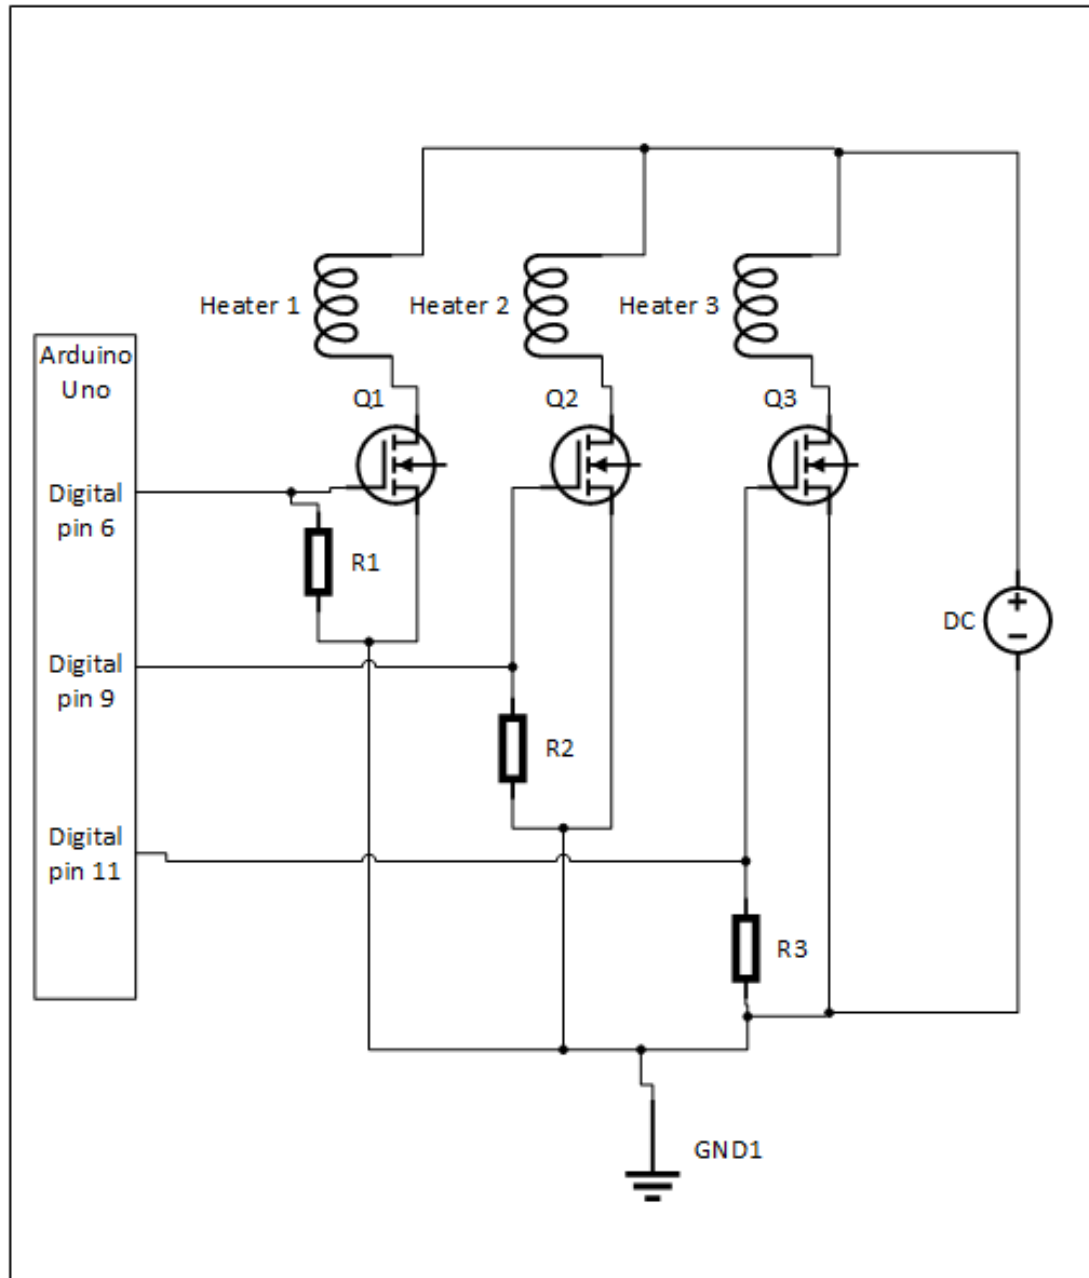 Heater 1
Heater 2
Heater 3
Arduino
Uno
Q1
Q2
Q3
Digital
pin 6
R1
DC
+
−
Digital
pin 9
R2
Digital
pin 11
R3
GND1